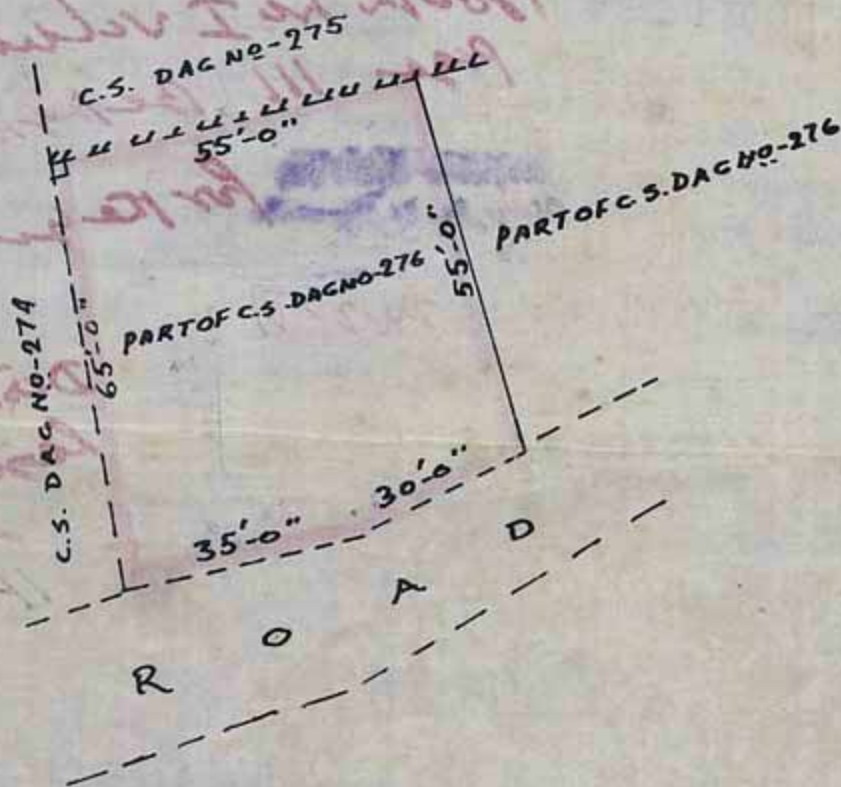 C.S. DAG NO-275
55'-0"
PART OF C.S. DAG NO-276
55'-0"
PART OF C.S. DAG NO-276
C.S. DAG NO-274
65'-0"
30'-0"
35'-0"
ROAD